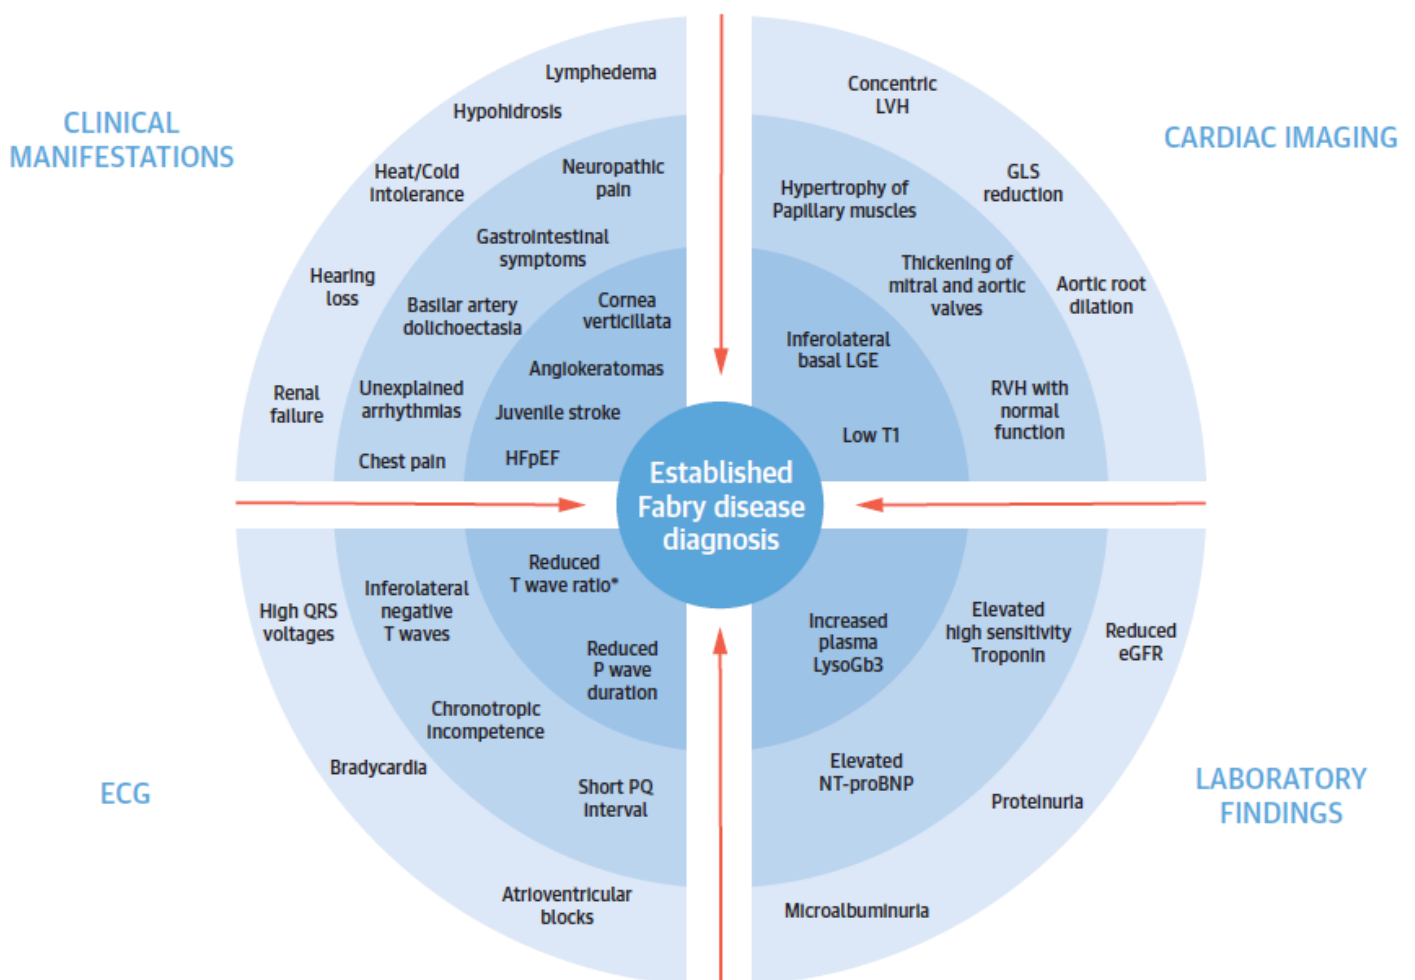 CLINICAL
MANIFESTATIONS
Lymphedema
Hypohidrosis
Heat/Cold
intolerance
Neuropathic
pain
Gastrointestinal
symptoms
Hearing
loss
Basilar artery
dolichoectasia
Cornea
verticillata
Angiokeratomas
Renal
failure
Unexplained
arrhythmias
Juvenile stroke
Chest pain
HFpEF
CARDIAC IMAGING
Concentric
LVH
GLS
reduction
Hypertrophy of
Papillary muscles
Thickening of
mitral and aortic
valves
Aortic root
dilation
Inferolateral
basal LGE
RVH with
normal
function
Low T1
Established
Fabry disease
diagnosis
ECG
Reduced
T wave ratio*
Inferolateral
negative
T waves
High QRS
voltages
Reduced
P wave
duration
Chronotropic
incompetence
Bradycardia
Short PQ
interval
Atrioventricular
blocks
LABORATORY
FINDINGS
Increased
plasma
LysoGb3
Elevated
high sensitivity
Troponin
Reduced
eGFR
Elevated
NT-proBNP
Proteinuria
Microalbuminuria